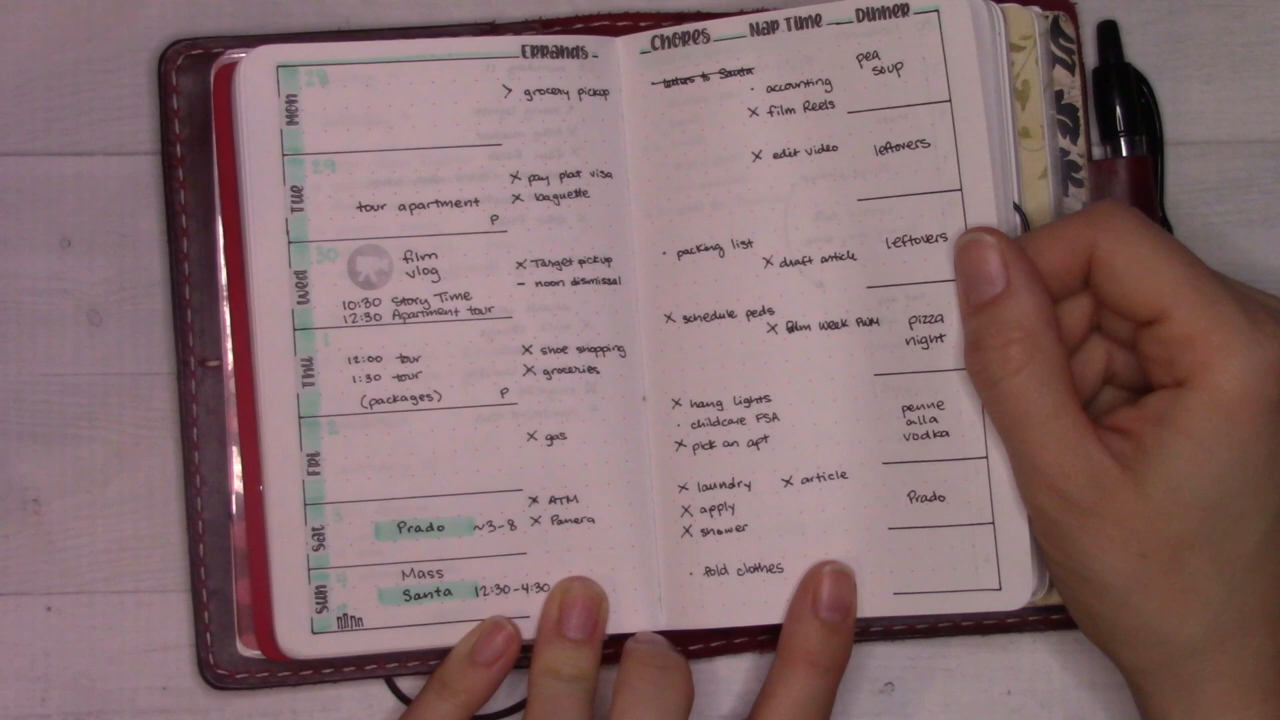 ERRANDS
MON 28
> grocery pickup
TUE 29
tour apartment
P
x pay plat visa
x baguette
WED 30
film
vlog
10:30 Story Time
12:30 Apartment tour
x Target pickup
- noon dismissal
THU 1
12:00 tour
1:30 tour
(packages)
P
x shoe shopping
x groceries
FRI 2
x gas
Sat 3
Prado ~3-8
x ATM
x Panera
SUN 4
Mass
Santa 12:30-4:30
CHORES NAP TIME DINNER
letters to Santa
· accounting
x film Reels
pea
soup
x edit video
leftovers
· packing list
x draft article
leftovers
x schedule peds
x film week
pizza
night
x hang lights
· childcare FSA
x pick an apt
penne
alla
vodka
x laundry x article
x apply
x shower
Prado
· fold clothes